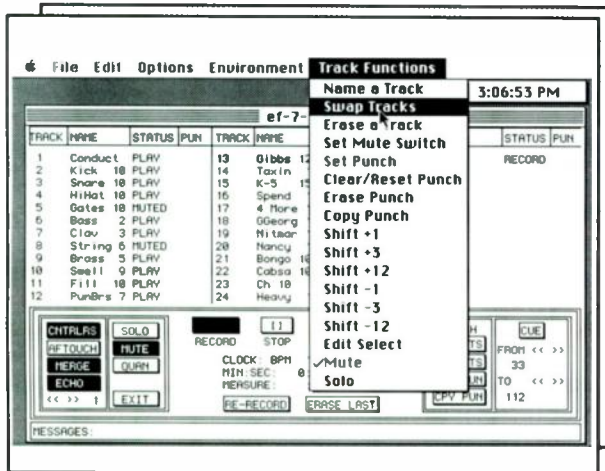 File Edit Options Environment Track Functions
3:06:53 PM
ef-7-
Name a Track
Swap Tracks
Erase a Track
Set Mute Switch
Set Punch
Clear/Reset Punch
Erase Punch
Copy Punch
Shift +1
Shift +3
Shift +12
Shift -1
Shift -3
Shift -12
Edit Select
✓Mute
Solo
TRACK NAME STATUS PUN TRACK NAME STATUS PUN
1 Conduct PLAY 13 Gibbs 12 RECORD
2 Kick 10 PLAY 14 Taxin
3 Snare 10 PLAY 15 K-5 15
4 HiHat 10 PLAY 16 Spend
5 Gates 10 MUTED 17 4 More
6 Bass 2 PLAY 18 GGeorg
7 Clav 3 PLAY 19 Nitmar
8 String 6 MUTED 20 Nancy
9 Brass 5 PLAY 21 Bongo 10
10 Smell 9 PLAY 22 Cabsa 10
11 Fill 10 PLAY 23 Ch 10
12 PunBrs 7 PLAY 24 Heavy
CNTRLRS SOLO
AFTOUCH MUTE
MERGE QUAN
ECHO
<< >> 1 EXIT
RECORD STOP
CLOCK: BPM
MIN:SEC: 0
MEASURE:
RE-RECORD ERASE LAST
CPY PUN
CUE
FROM << >>
33
TO << >>
112
MESSAGES: